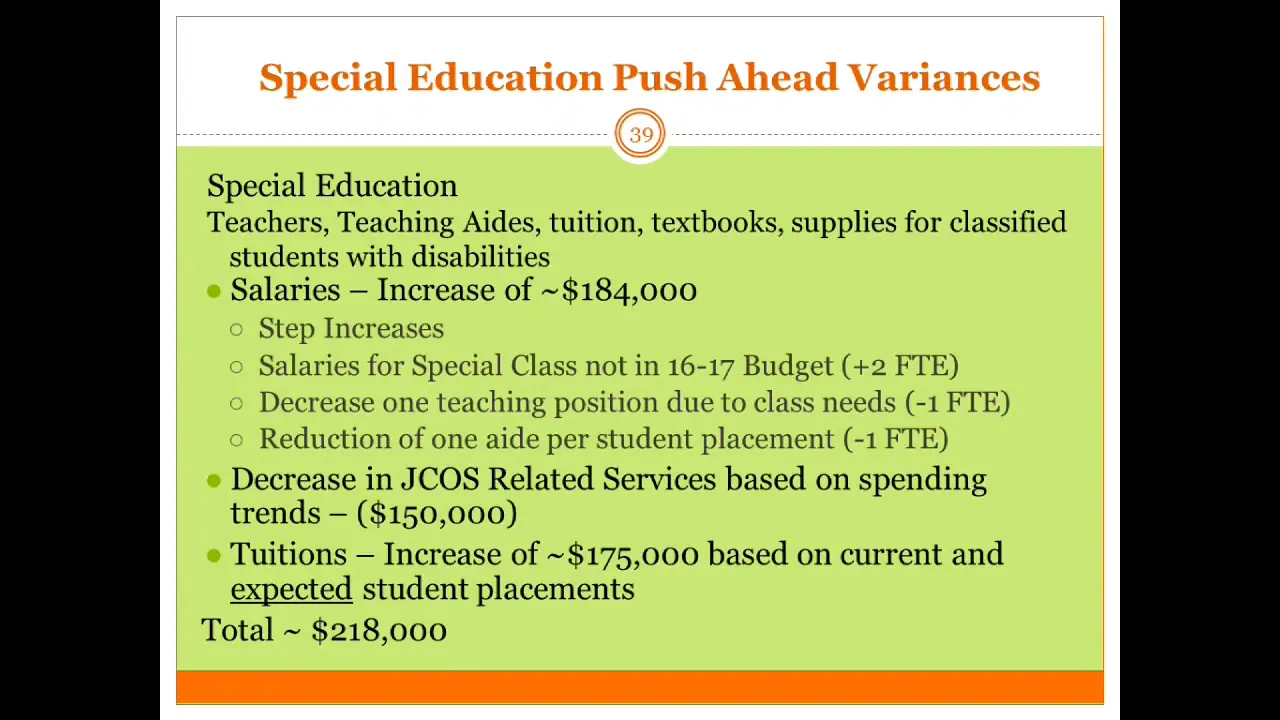 Special Education Push Ahead Variances
39
Special Education
Teachers, Teaching Aides, tuition, textbooks, supplies for classified
students with disabilities
● Salaries – Increase of ~$184,000
○ Step Increases
○ Salaries for Special Class not in 16-17 Budget (+2 FTE)
○ Decrease one teaching position due to class needs (-1 FTE)
○ Reduction of one aide per student placement (-1 FTE)
● Decrease in JCOS Related Services based on spending
trends – ($150,000)
● Tuitions – Increase of ~$175,000 based on current and
expected student placements
Total ~ $218,000